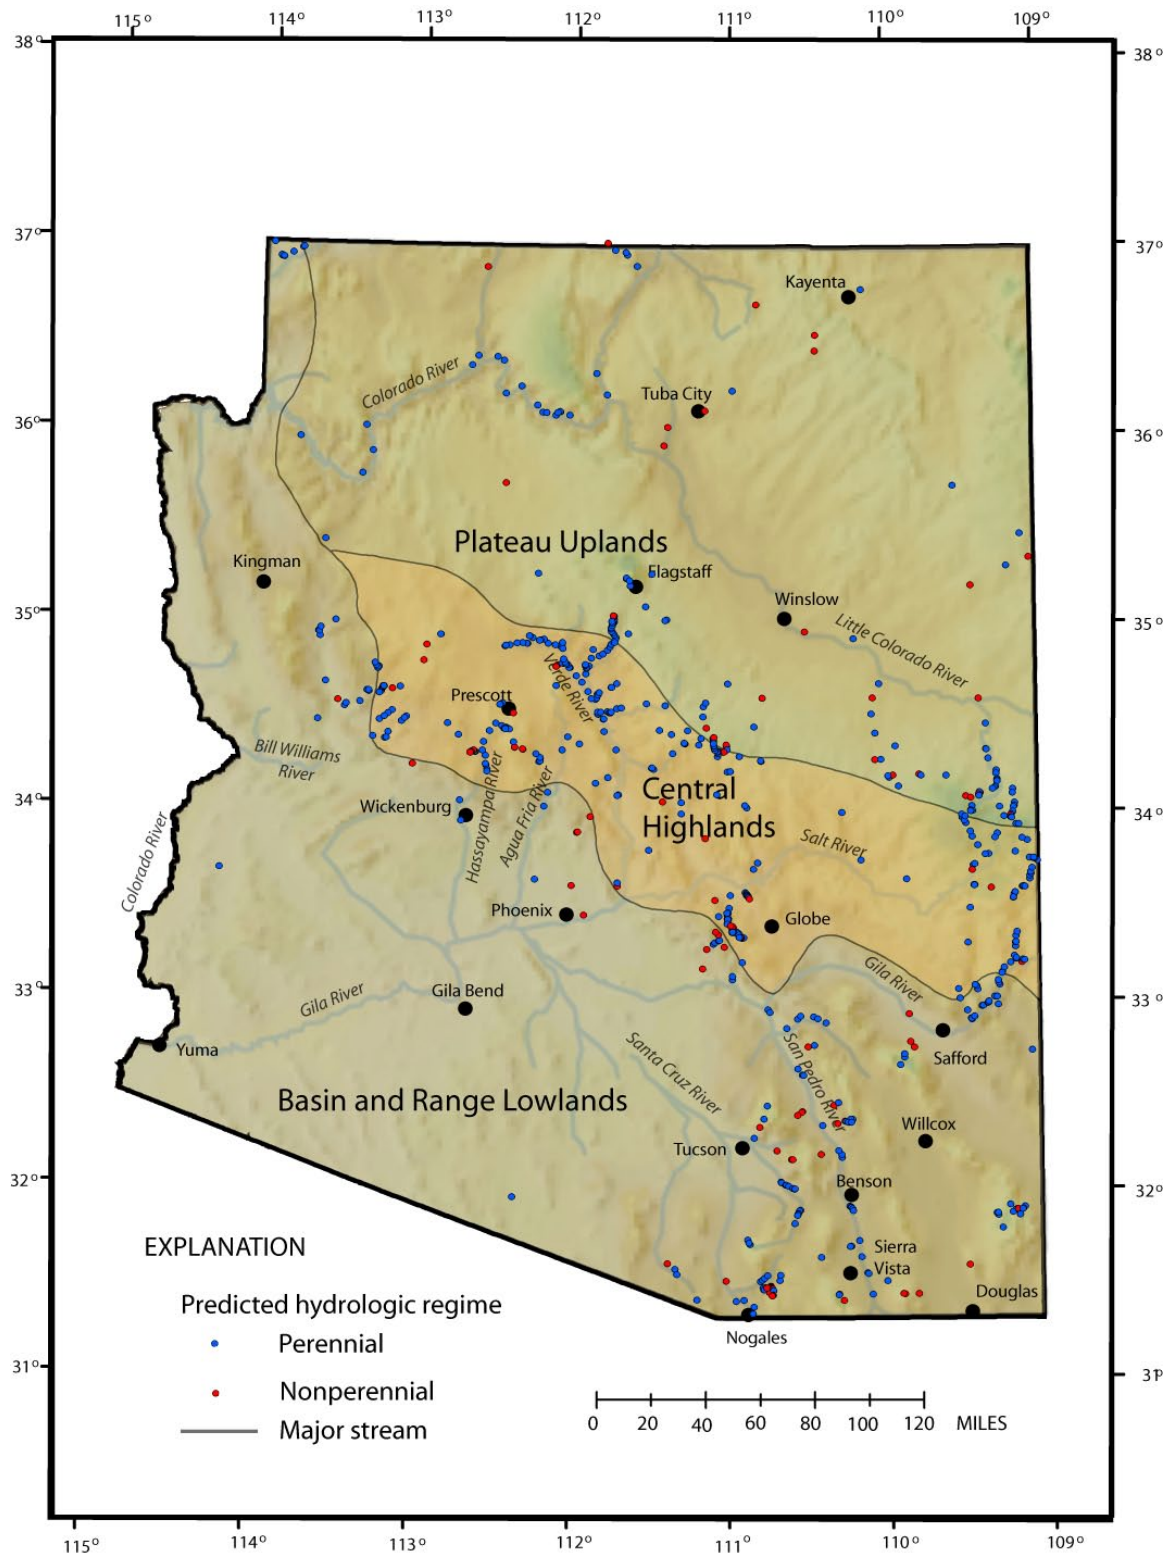 115° 114° 113° 112° 111° 110° 109°
38° 38°
37° 37°
Kayenta
Colorado River
Tuba City
36° 36°
Plateau Uplands
Kingman
Flagstaff
Winslow
35° 35°
Little Colorado River
Verde River
Prescott
Bill Williams
River
Hassayampa River
Agua Fria River
34° 34°
Central
Highlands
Wickenburg
Colorado River
Salt River
Phoenix
Globe
Gila River
33° 33°
Gila Bend
Gila River
Yuma
Safford
Santa Cruz River
San Pedro River
Basin and Range Lowlands
Willcox
Tucson
32° 32°
Benson
Sierra
Vista
Douglas
Nogales
EXPLANATION
Predicted hydrologic regime
Perennial
Nonperennial
Major stream
31° 31°
0 20 40 60 80 100 120 MILES
115° 114° 113° 112° 111° 110° 109°